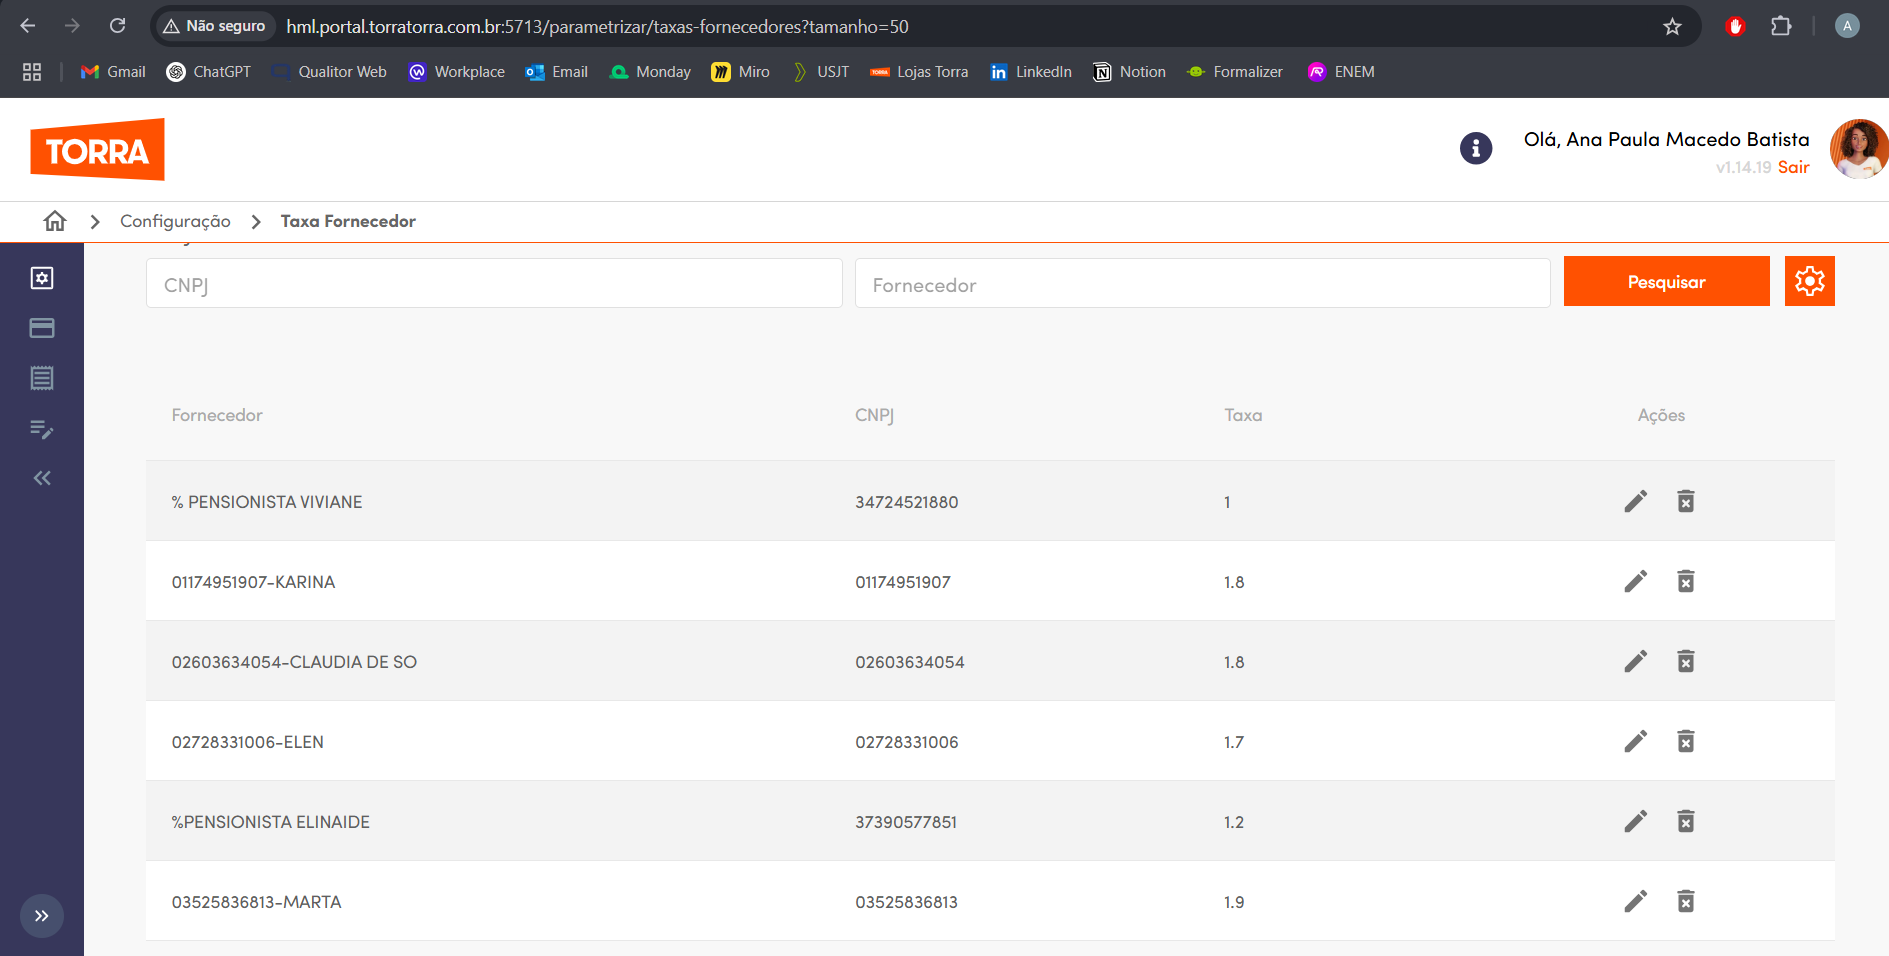 Não seguro
hml.portal.torratorra.com.br:5713/parametrizar/taxas-fornecedores?tamanho=50
A
Gmail
ChatGPT
Qualitor Web
Workplace
Email
Monday
Miro
USJT
Lojas Torra
LinkedIn
Notion
Formalizer
ENEM
TORRA
Olá, Ana Paula Macedo Batista
v1.14.19 Sair
Configuração
Taxa Fornecedor
CNPJ
Fornecedor
Pesquisar
Fornecedor CNPJ Taxa Ações
% PENSIONISTA VIVIANE 34724521880 1
01174951907-KARINA 01174951907 1.8
02603634054-CLAUDIA DE SO 02603634054 1.8
02728331006-ELEN 02728331006 1.7
%PENSIONISTA ELINAIDE 37390577851 1.2
03525836813-MARTA 03525836813 1.9